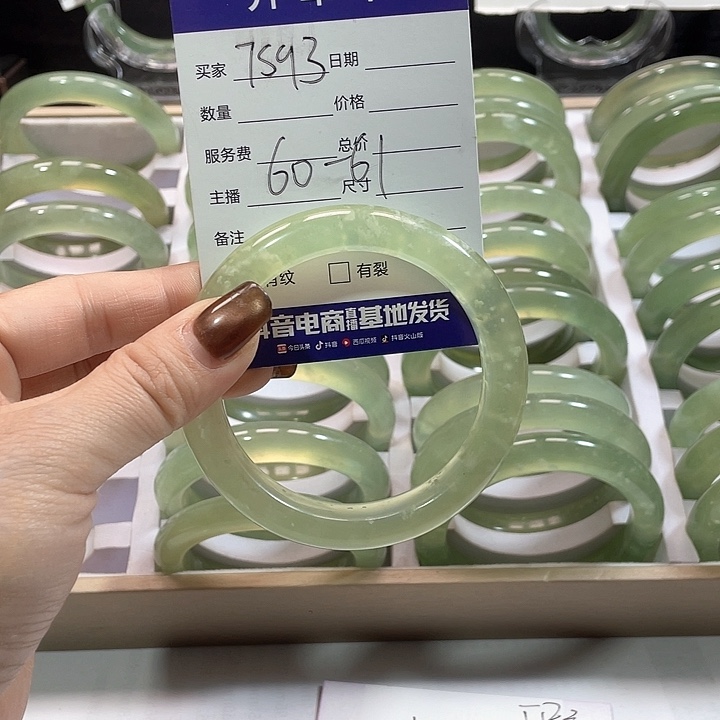 买家 7593 日期
数量 价格
服务费 总价
主播 60-61 尺寸
备注
有纹 □ 有裂
抖音电商直播基地发货
今日头条 抖音 西瓜视频 抖音火山版